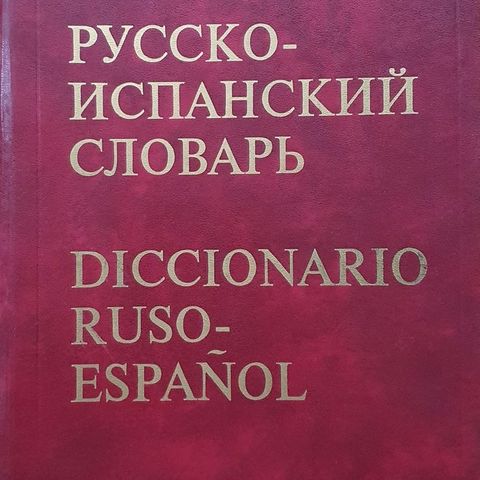 РУССКО-
ИСПАНСКИЙ
СЛОВАРЬ
DICCIONARIO
RUSO-
ESPAÑOL